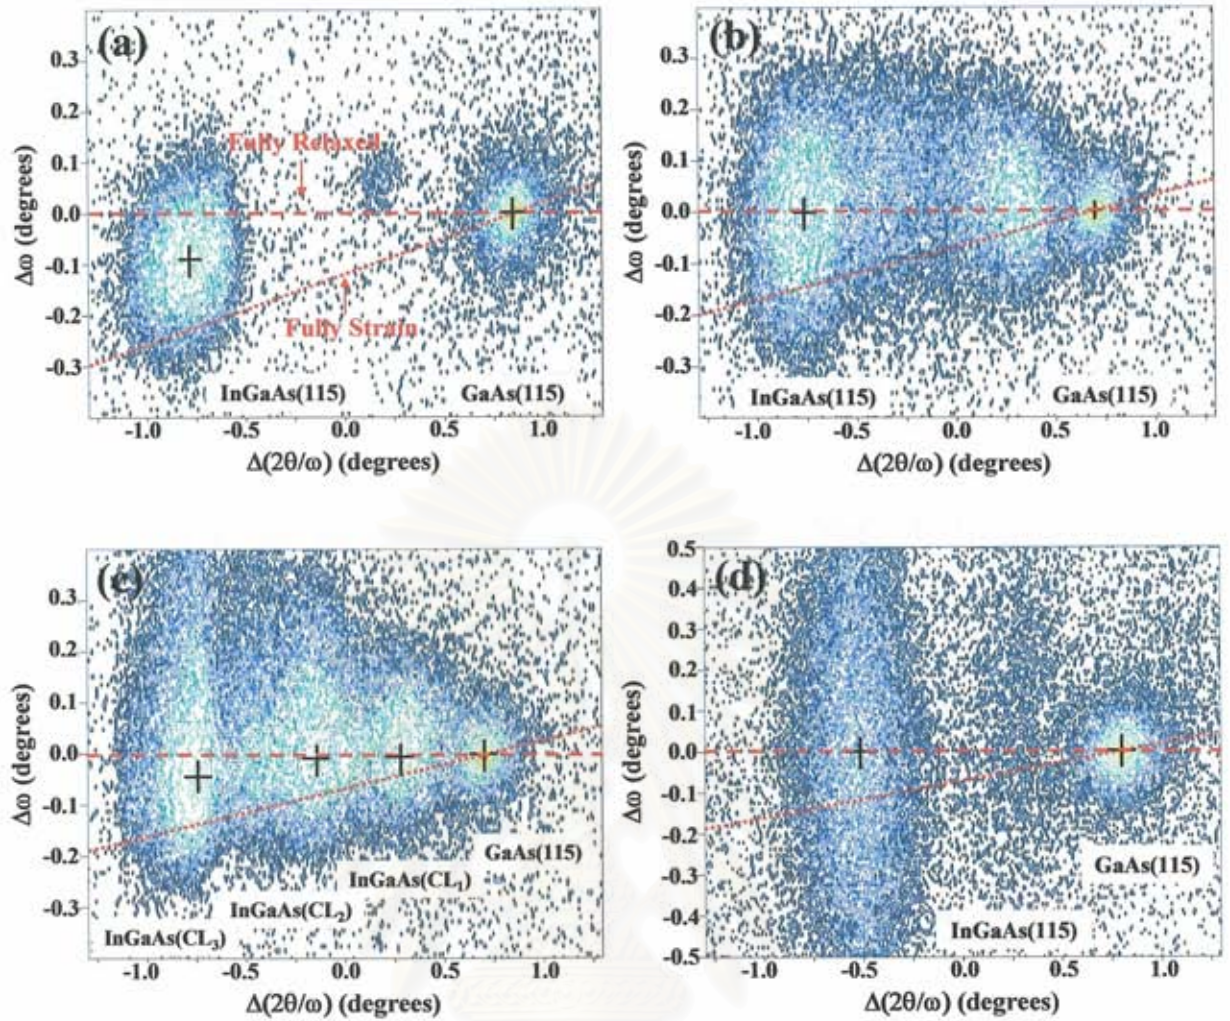 (a)
0.3
0.2
0.1
0.0
-0.1
-0.2
-0.3
Δω (degrees)
Fully Relaxed
Fully Strain
InGaAs(115)
GaAs(115)
-1.0 -0.5 0.0 0.5 1.0
Δ(2θ/ω) (degrees)
(b)
0.3
0.2
0.1
0.0
-0.1
-0.2
-0.3
Δω (degrees)
InGaAs(115)
GaAs(115)
-1.0 -0.5 0.0 0.5 1.0
Δ(2θ/ω) (degrees)
(c)
0.3
0.2
0.1
0.0
-0.1
-0.2
-0.3
Δω (degrees)
GaAs(115)
InGaAs(CL₁)
InGaAs(CL₂)
InGaAs(CL₃)
-1.0 -0.5 0.0 0.5 1.0
Δ(2θ/ω) (degrees)
(d)
0.5
0.4
0.3
0.2
0.1
0.0
-0.1
-0.2
-0.3
-0.4
-0.5
Δω (degrees)
GaAs(115)
InGaAs(115)
-1.0 -0.5 0.0 0.5 1.0
Δ(2θ/ω) (degrees)